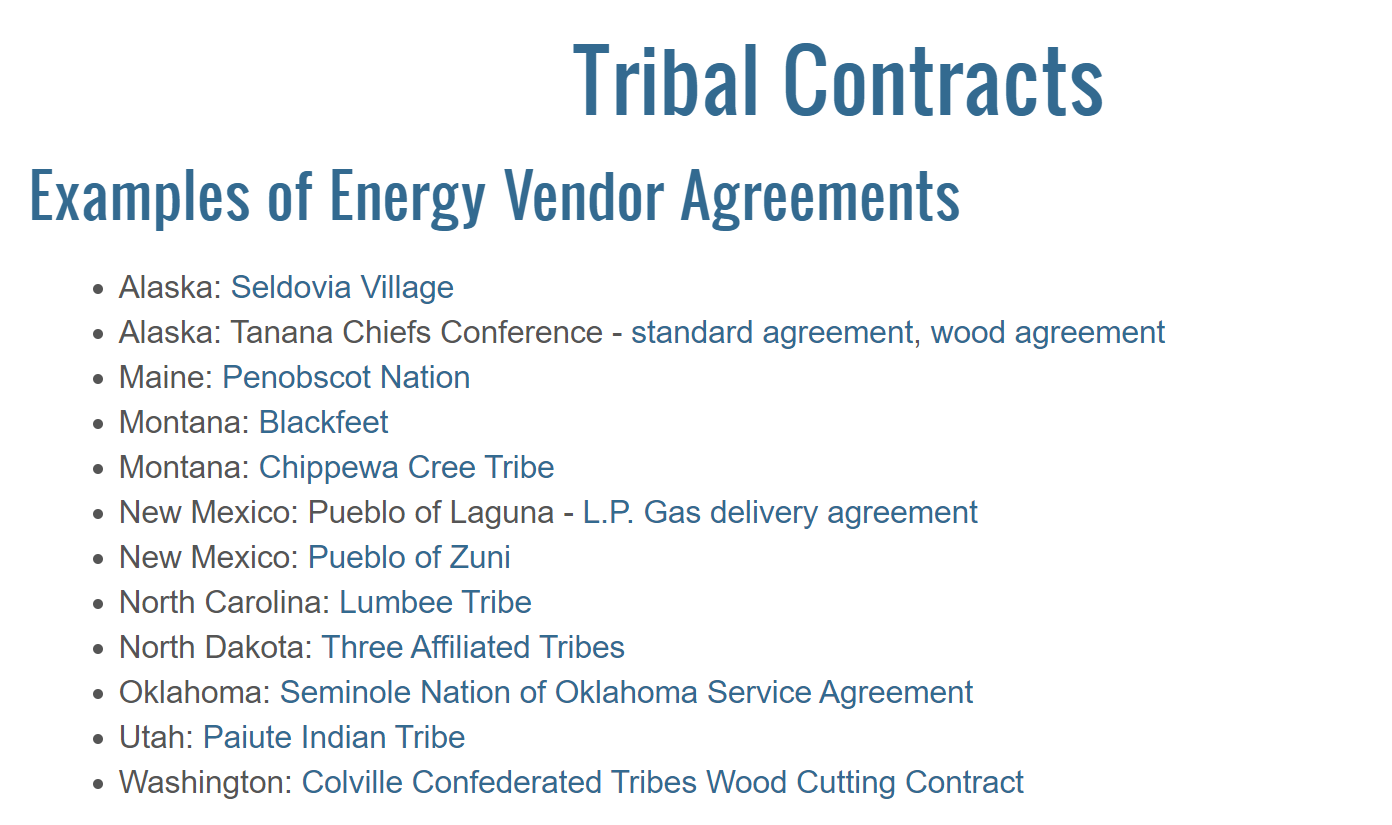 Tribal Contracts
Examples of Energy Vendor Agreements
• Alaska: Seldovia Village
• Alaska: Tanana Chiefs Conference - standard agreement, wood agreement
• Maine: Penobscot Nation
• Montana: Blackfeet
• Montana: Chippewa Cree Tribe
• New Mexico: Pueblo of Laguna - L.P. Gas delivery agreement
• New Mexico: Pueblo of Zuni
• North Carolina: Lumbee Tribe
• North Dakota: Three Affiliated Tribes
• Oklahoma: Seminole Nation of Oklahoma Service Agreement
• Utah: Paiute Indian Tribe
• Washington: Colville Confederated Tribes Wood Cutting Contract